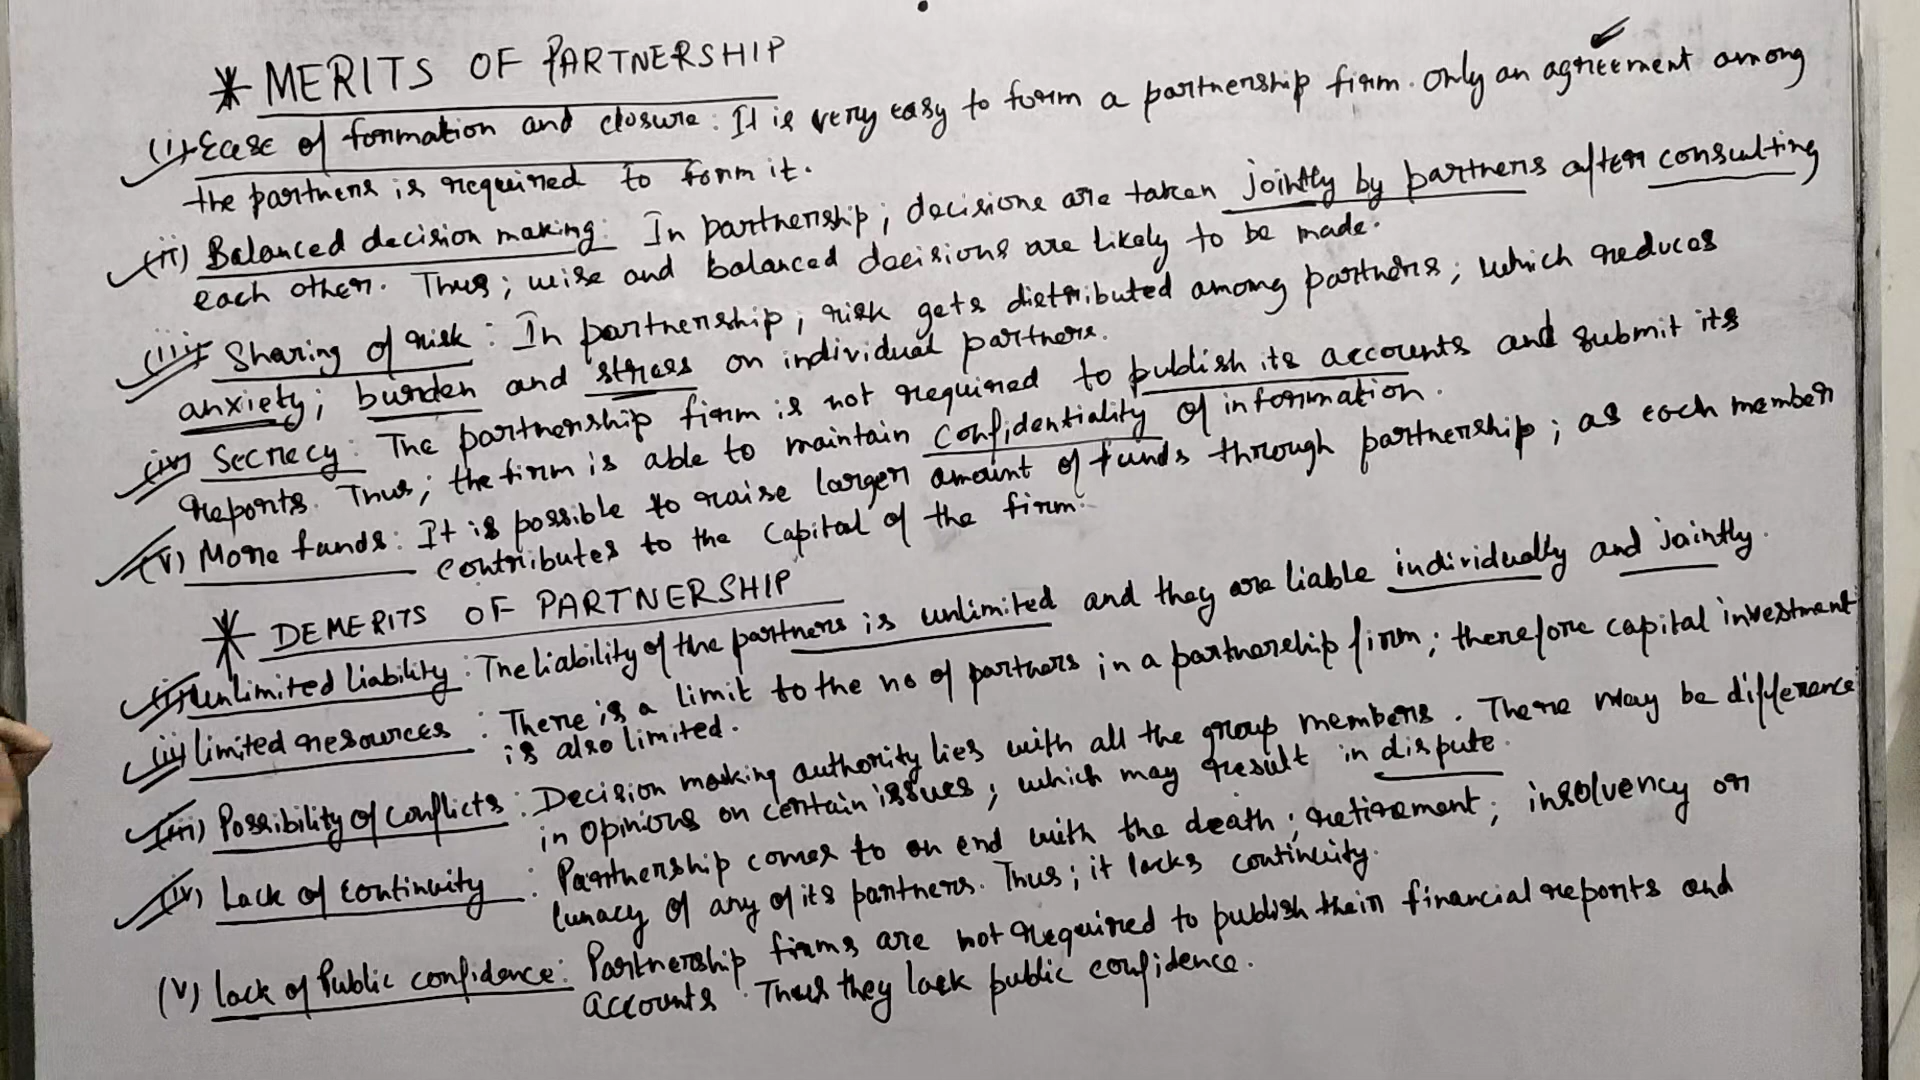 * MERITS OF PARTNERSHIP
(i) Ease of formation and closure: It is very easy to form a partnership firm. Only an agreement among
the partners is required to form it.
(ii) Balanced decision making: In partnership; decisions are taken jointly by partners after consulting
each other. Thus; wise and balanced decisions are likely to be made.
(iii) Sharing of risk: In partnership; risk gets distributed among partners; which reduces
anxiety; burden and stress on individual partners.
(iv) Secrecy: The partnership firm is not required to publish its accounts and submit its
reports. Thus; the firm is able to maintain confidentiality of information.
(v) More funds: It is possible to raise larger amount of funds through partnership; as each member
contributes to the capital of the firm.
* DEMERITS OF PARTNERSHIP
(i) Unlimited liability: The liability of the partners is unlimited and they are liable individually and jointly.
(ii) limited resources: There is a limit to the no of partners in a partnership firm; therefore capital investment
is also limited.
(iii) Possibility of conflicts: Decision making authority lies with all the group members. There may be difference
in opinions on certain issues; which may result in dispute.
(iv) Lack of continuity: Partnership comes to an end with the death; retirement; insolvency or
lunacy of any of its partners. Thus; it lacks continuity.
(v) lack of Public confidence: Partnership firms are not required to publish their financial reports and
accounts. Thus they lack public confidence.